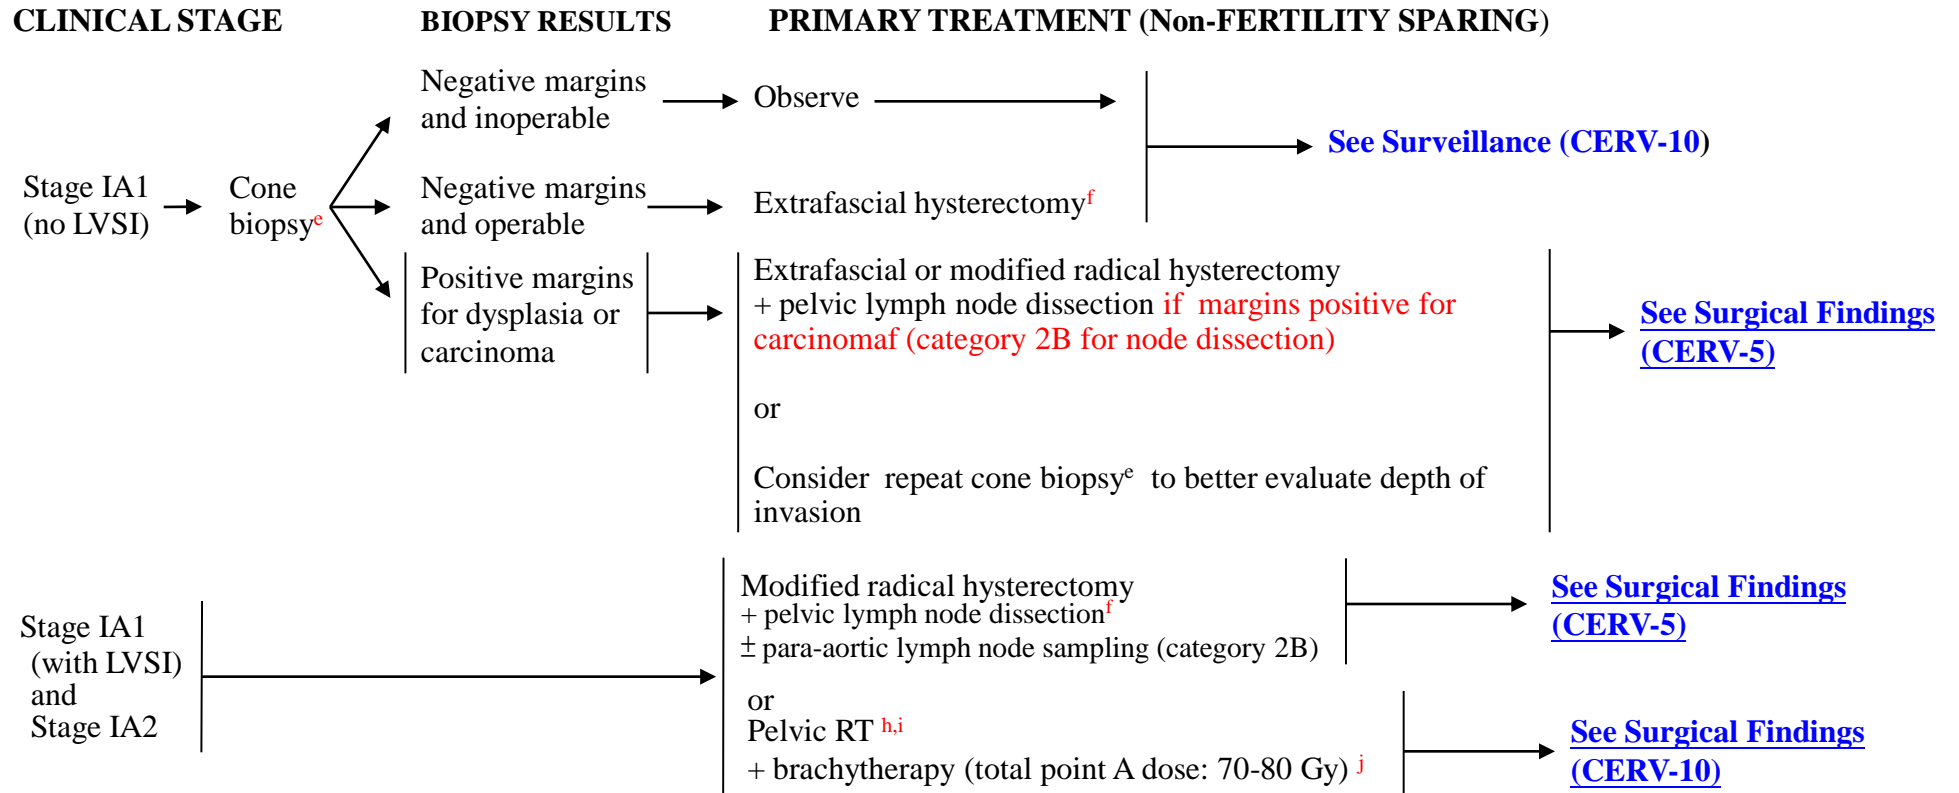 CLINICAL STAGE BIOPSY RESULTS PRIMARY TREATMENT (Non-FERTILITY SPARING)
Negative margins
and inoperable
Observe
See Surveillance (CERV-10)
Stage IA1
(no LVSI)
Cone
biopsye
Negative margins
and operable
Extrafascial hysterectomyf
Positive margins
for dysplasia or
carcinoma
Extrafascial or modified radical hysterectomy
+ pelvic lymph node dissection if margins positive for
carcinomaf (category 2B for node dissection)
or
Consider repeat cone biopsye to better evaluate depth of
invasion
See Surgical Findings
(CERV-5)
Stage IA1
(with LVSI)
and
Stage IA2
Modified radical hysterectomy
+ pelvic lymph node dissectionf
± para-aortic lymph node sampling (category 2B)
See Surgical Findings
(CERV-5)
or
Pelvic RT h,i
+ brachytherapy (total point A dose: 70-80 Gy) j
See Surgical Findings
(CERV-10)